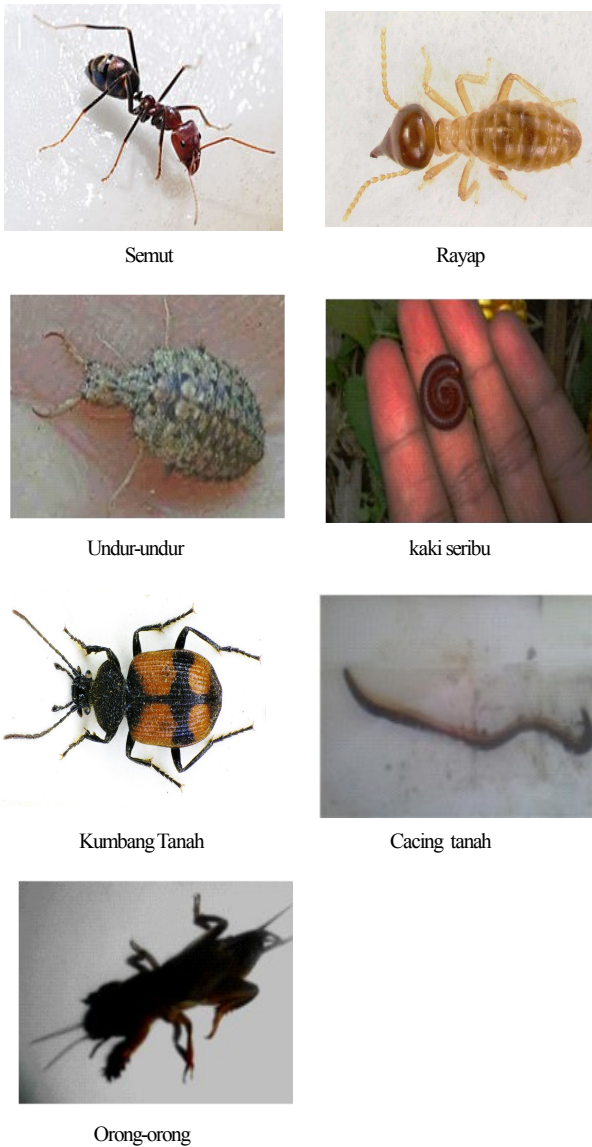 Semut
Rayap
Undur-undur
kaki seribu
Kumbang Tanah
Cacing tanah
Orong-orong